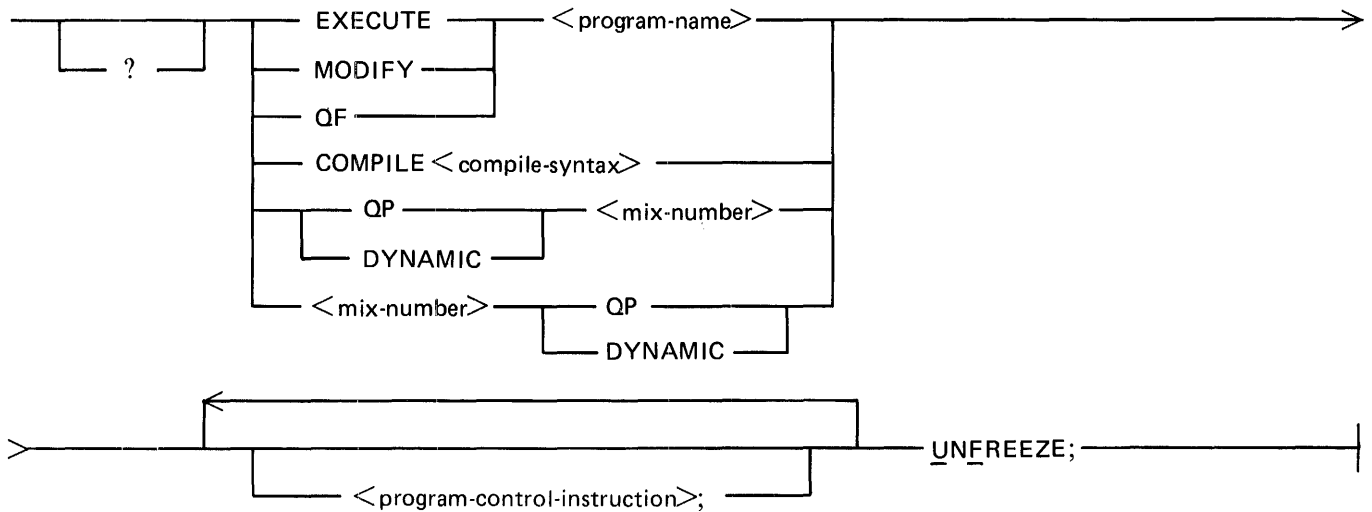 EXECUTE <program-name>
?
MODIFY
QF
COMPILE <compile-syntax>
QP <mix-number>
DYNAMIC
<mix-number> QP
DYNAMIC
UNFREEZE;
<program-control-instruction>;